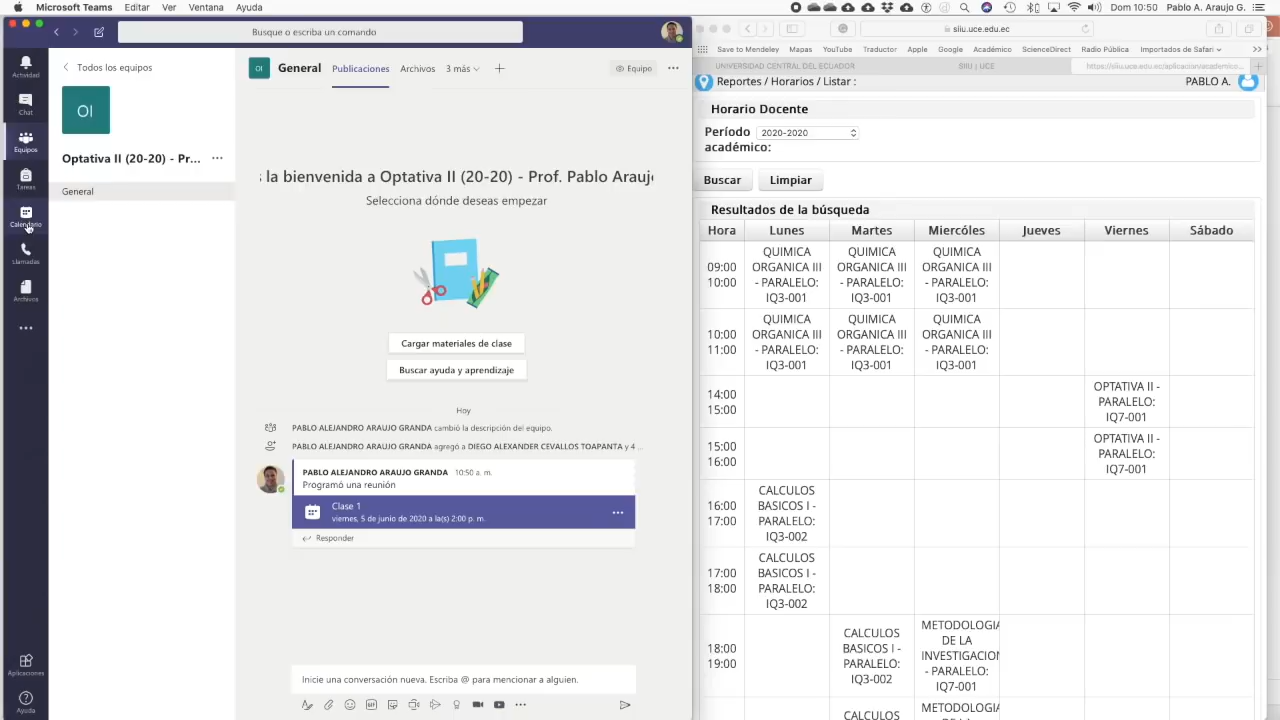 Microsoft Teams Editar Ver Ventana Ayuda
Dom 10:50 Pablo A. Araujo G.
Busque o escriba un comando
Actividad
Chat
Equipos
Tareas
Calendario
Llamadas
Archivos
Aplicaciones
Ayuda
Todos los equipos
OI
Optativa II (20-20) - Pr... ...
General
OI General Publicaciones Archivos 3 más Equipo ...
s la bienvenida a Optativa II (20-20) - Prof. Pablo Arauj
Selecciona dónde deseas empezar
Cargar materiales de clase
Buscar ayuda y aprendizaje
Hoy
PABLO ALEJANDRO ARAUJO GRANDA cambió la descripción del equipo.
PABLO ALEJANDRO ARAUJO GRANDA agregó a DIEGO ALEXANDER CEVALLOS TOAPANTA y 4 ...
PABLO ALEJANDRO ARAUJO GRANDA 10:50 a. m.
Programó una reunión
Clase 1
viernes, 5 de junio de 2020 a la(s) 2:00 p. m.
Responder
Inicie una conversación nueva. Escriba @ para mencionar a alguien.
GIF
siiu.uce.edu.ec
Save to Mendeley Mapas YouTube Traductor Apple Google Académico ScienceDirect Radio Pública Importados de Safari
UNIVERSIDAD CENTRAL DEL ECUADOR SIIU | UCE https://siiu.uce.edu.ec/aplicacion/academico...
Reportes / Horarios / Listar : PABLO A.
Horario Docente
Período 2020-2020
académico:
Buscar Limpiar
Resultados de la búsqueda
Hora Lunes Martes Miercóles Jueves Viernes Sábado
09:00
10:00
QUIMICA
ORGANICA III
- PARALELO:
IQ3-001
QUIMICA
ORGANICA III
- PARALELO:
IQ3-001
QUIMICA
ORGANICA III
- PARALELO:
IQ3-001
10:00
11:00
QUIMICA
ORGANICA III
- PARALELO:
IQ3-001
QUIMICA
ORGANICA III
- PARALELO:
IQ3-001
QUIMICA
ORGANICA III
- PARALELO:
IQ3-001
14:00
15:00
OPTATIVA II -
PARALELO:
IQ7-001
15:00
16:00
OPTATIVA II -
PARALELO:
IQ7-001
16:00
17:00
CALCULOS
BASICOS I -
PARALELO:
IQ3-002
17:00
18:00
CALCULOS
BASICOS I -
PARALELO:
IQ3-002
18:00
19:00
CALCULOS
BASICOS I -
PARALELO:
IQ3-002
METODOLOGIA
DE LA
INVESTIGACION
- PARALELO:
IQ7-001
CALCULOS
METODOLOGIA